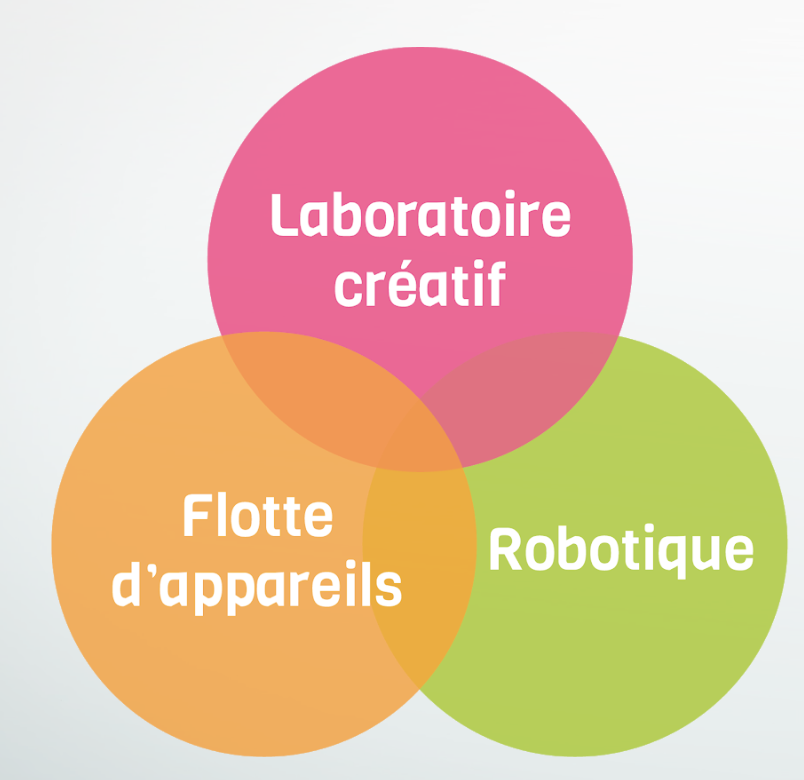 Laboratoire
créatif
Flotte
d’appareils
Robotique